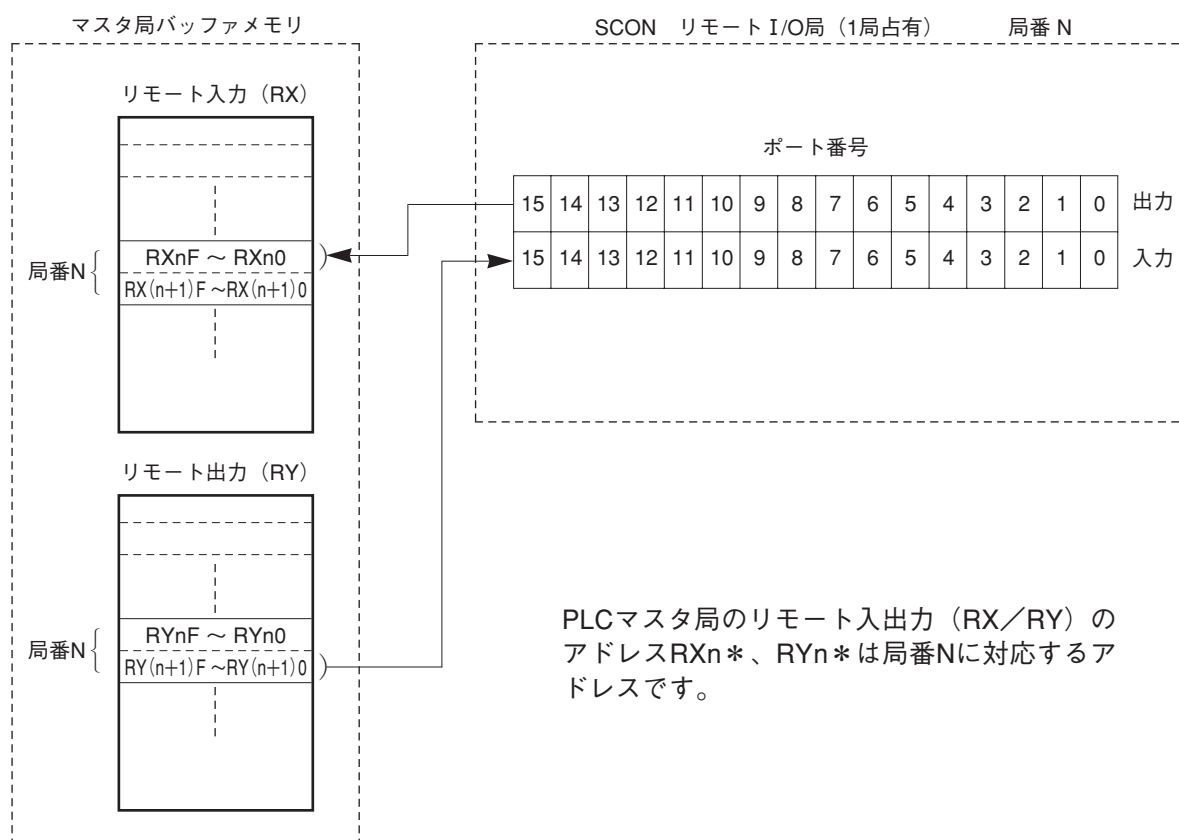 マスタ局バッファメモリ
SCON リモートI/O局（1局占有） 局番 N
リモート入力（RX）
ポート番号
15 14 13 12 11 10 9 8 7 6 5 4 3 2 1 0 出力
15 14 13 12 11 10 9 8 7 6 5 4 3 2 1 0 入力
局番N
RXnF ～ RXn0
RX(n+1)F～RX(n+1)0
リモート出力（RY）
局番N
RYnF ～ RYn0
RY(n+1)F～RY(n+1)0
PLCマスタ局のリモート入出力（RX／RY）の
アドレスRXn＊、RYn＊は局番Nに対応するア
ドレスです。